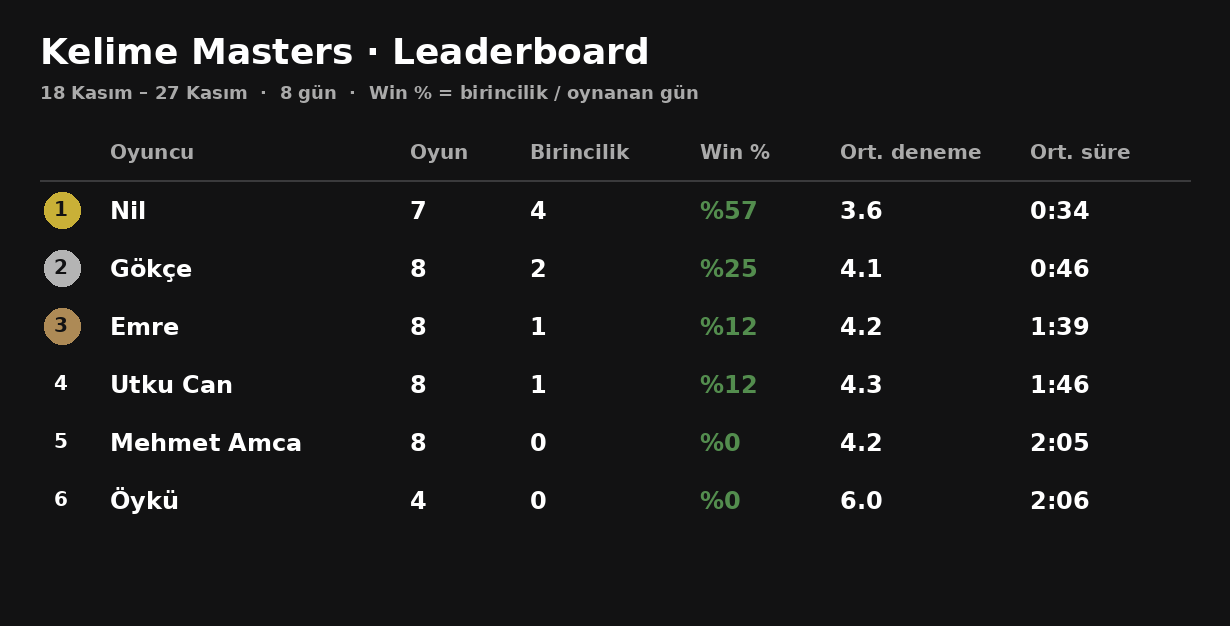 Kelime Masters · Leaderboard
18 Kasım – 27 Kasım · 8 gün · Win % = birincilik / oynanan gün
Oyuncu Oyun Birincilik Win % Ort. deneme Ort. süre
1 Nil 7 4 %57 3.6 0:34
2 Gökçe 8 2 %25 4.1 0:46
3 Emre 8 1 %12 4.2 1:39
4 Utku Can 8 1 %12 4.3 1:46
5 Mehmet Amca 8 0 %0 4.2 2:05
6 Öykü 4 0 %0 6.0 2:06